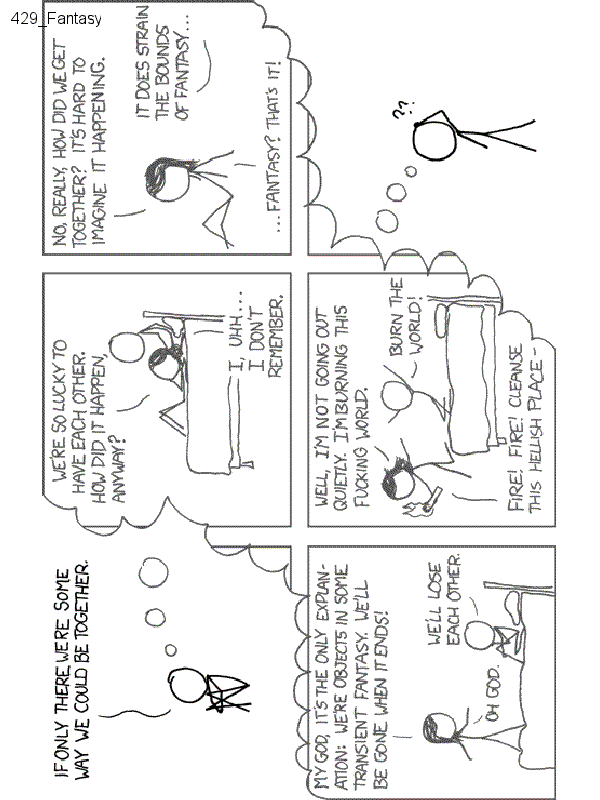 429_Fantasy
IF ONLY THERE WERE SOME
WAY WE COULD BE TOGETHER.
WE'RE SO LUCKY TO
HAVE EACH OTHER.
HOW DID IT HAPPEN,
ANYWAY?
I, UHH...
I DON'T
REMEMBER.
NO, REALLY, HOW DID WE GET
TOGETHER? IT'S HARD TO
IMAGINE IT HAPPENING.
IT DOES STRAIN
THE BOUNDS
OF FANTASY...
...FANTASY? THAT'S IT!
MY GOD, IT'S THE ONLY EXPLAN-
ATION: WE'RE OBJECTS IN SOME
TRANSIENT FANTASY. WE'LL
BE GONE WHEN IT ENDS!
WE'LL LOSE
EACH OTHER.
OH GOD.
WELL, I'M NOT GOING OUT
QUIETLY. I'M BURNING THIS
FUCKING WORLD.
BURN THE
WORLD!
FIRE! FIRE! CLEANSE
THIS HELLISH PLACE-
??